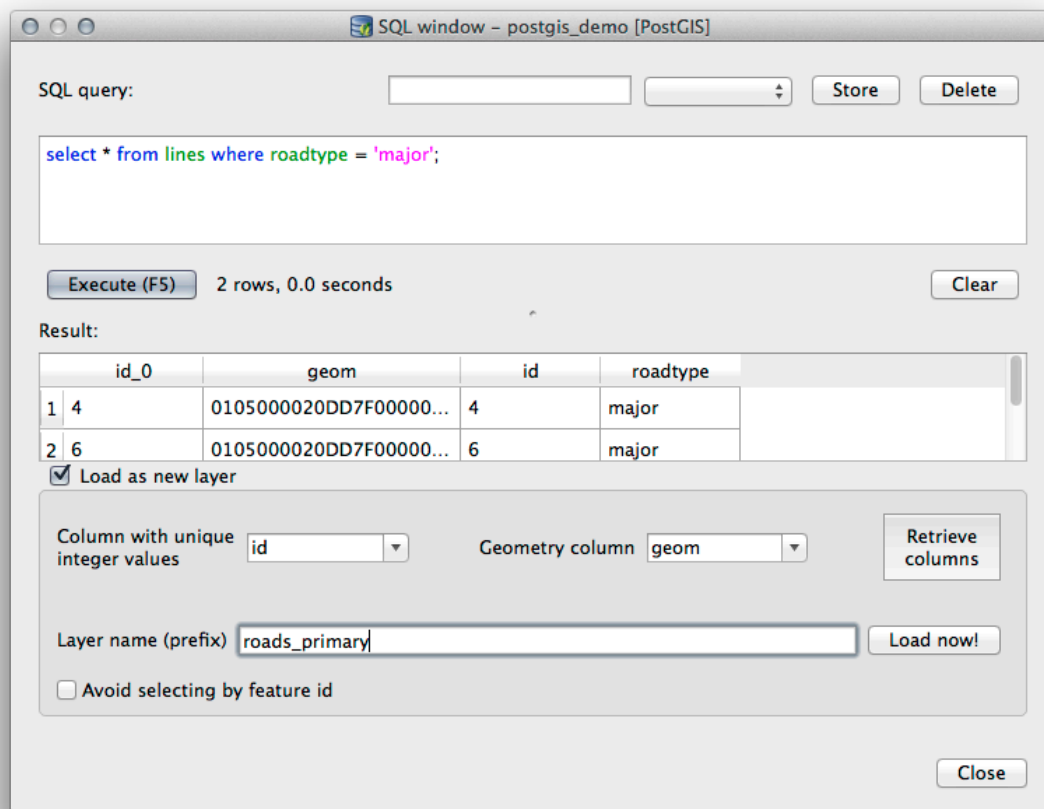 SQL window – postgis_demo [PostGIS]
SQL query:
Store
Delete
select * from lines where roadtype = 'major';
Execute (F5)
2 rows, 0.0 seconds
Clear
Result:
id_0 geom id roadtype
1 4 0105000020DD7F00000... 4 major
2 6 0105000020DD7F00000... 6 major
Load as new layer
Column with unique
integer values
id
Geometry column
geom
Retrieve
columns
Layer name (prefix)
roads_primary
Load now!
Avoid selecting by feature id
Close